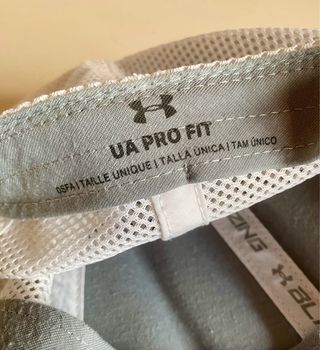 UA PRO FIT
OSFA | TAILLE UNIQUE | TALLA ÚNICA | TAM ÚNICO